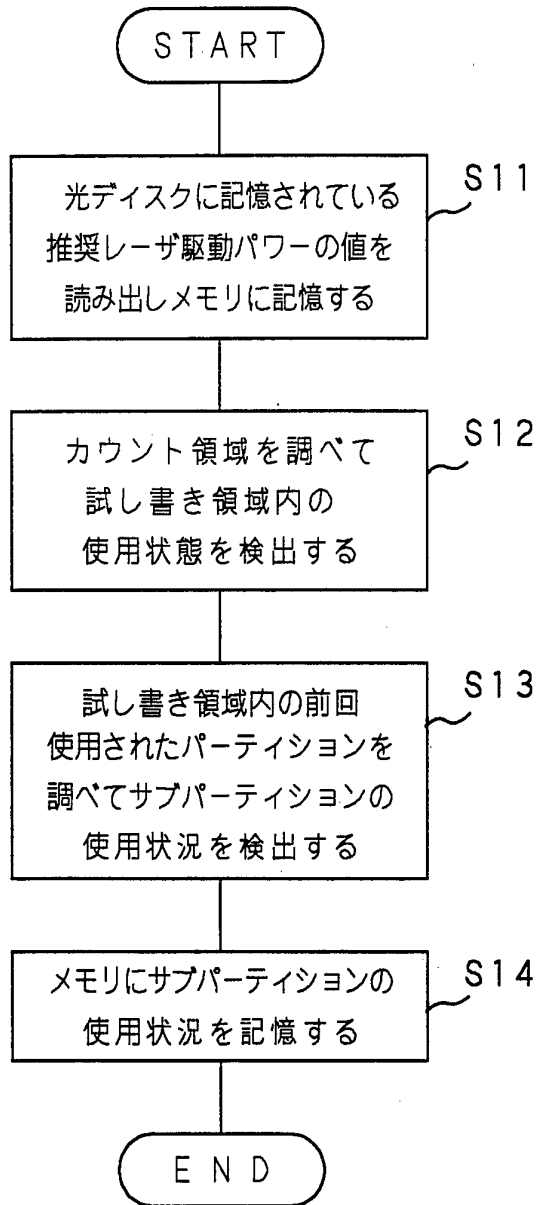 START
S11
光ディスクに記憶されている
推奨レーザ駆動パワーの値を
読み出しメモリに記憶する
S12
カウント領域を調べて
試し書き領域内の
使用状態を検出する
S13
試し書き領域内の前回
使用されたパーティションを
調べてサブパーティションの
使用状況を検出する
S14
メモリにサブパーティションの
使用状況を記憶する
END